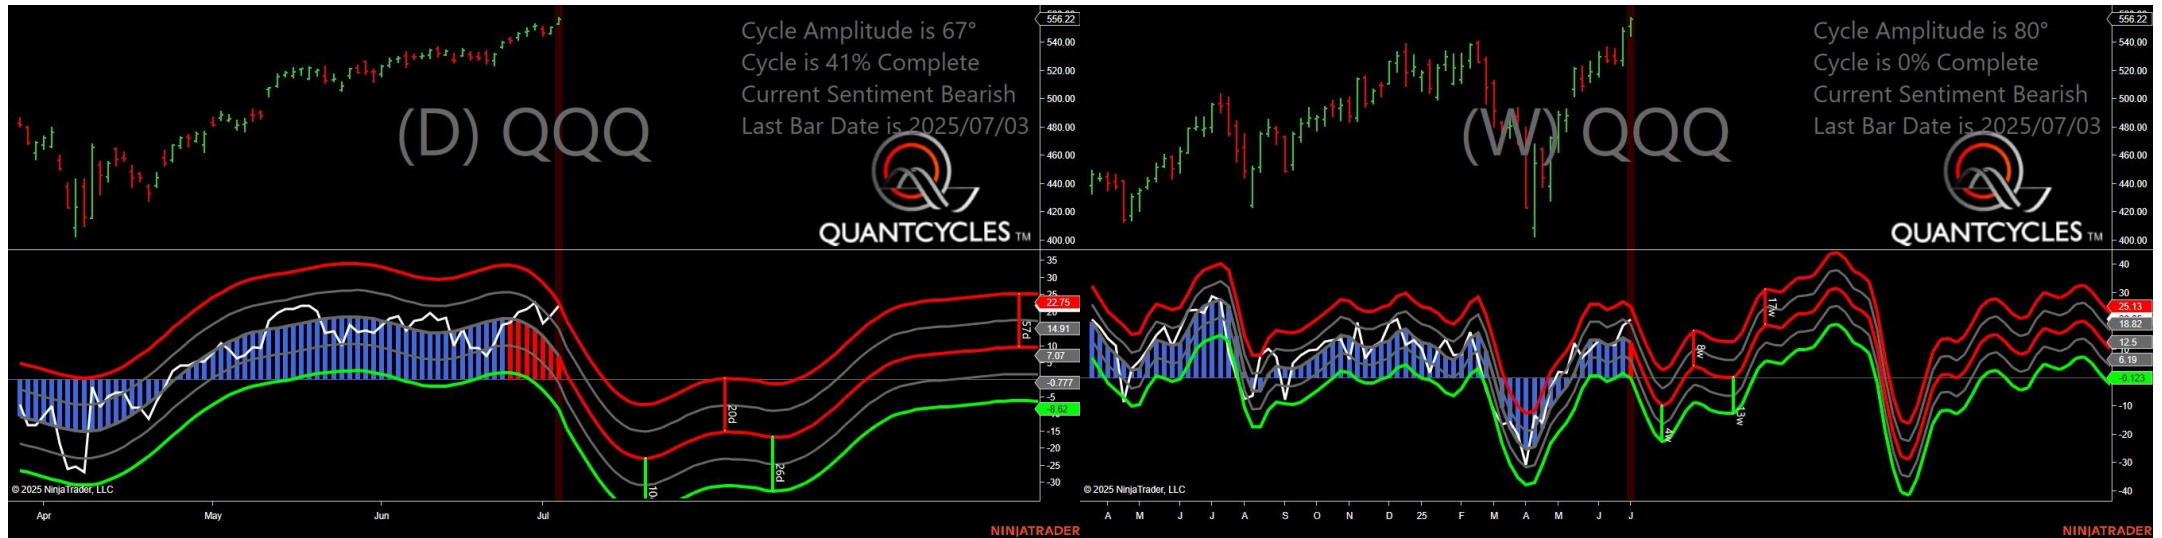 Cycle Amplitude is 67°
Cycle is 41% Complete
Current Sentiment Bearish
Last Bar Date is 2025/07/03
(D) QQQ
QUANTCYCLES TM
556.22
540.00
520.00
500.00
480.00
460.00
440.00
420.00
400.00
35
30
25
22.75
20
14.91
10
7.07
5
-0.777
-5
-8.62
-15
-20
-25
-30
57d
20d
26d
10
© 2025 NinjaTrader, LLC
Apr May Jun Jul
NINJATRADER
Cycle Amplitude is 80°
Cycle is 0% Complete
Current Sentiment Bearish
Last Bar Date is 2025/07/03
(W) QQQ
QUANTCYCLES TM
556.22
540.00
520.00
500.00
480.00
460.00
440.00
420.00
400.00
40
30
25.13
18.82
12.5
6.19
-0.123
-10
-20
-30
-40
17w
8w
13w
4w
© 2025 NinjaTrader, LLC
A M J J A S O N D 25 F M A M J J
NINJATRADER